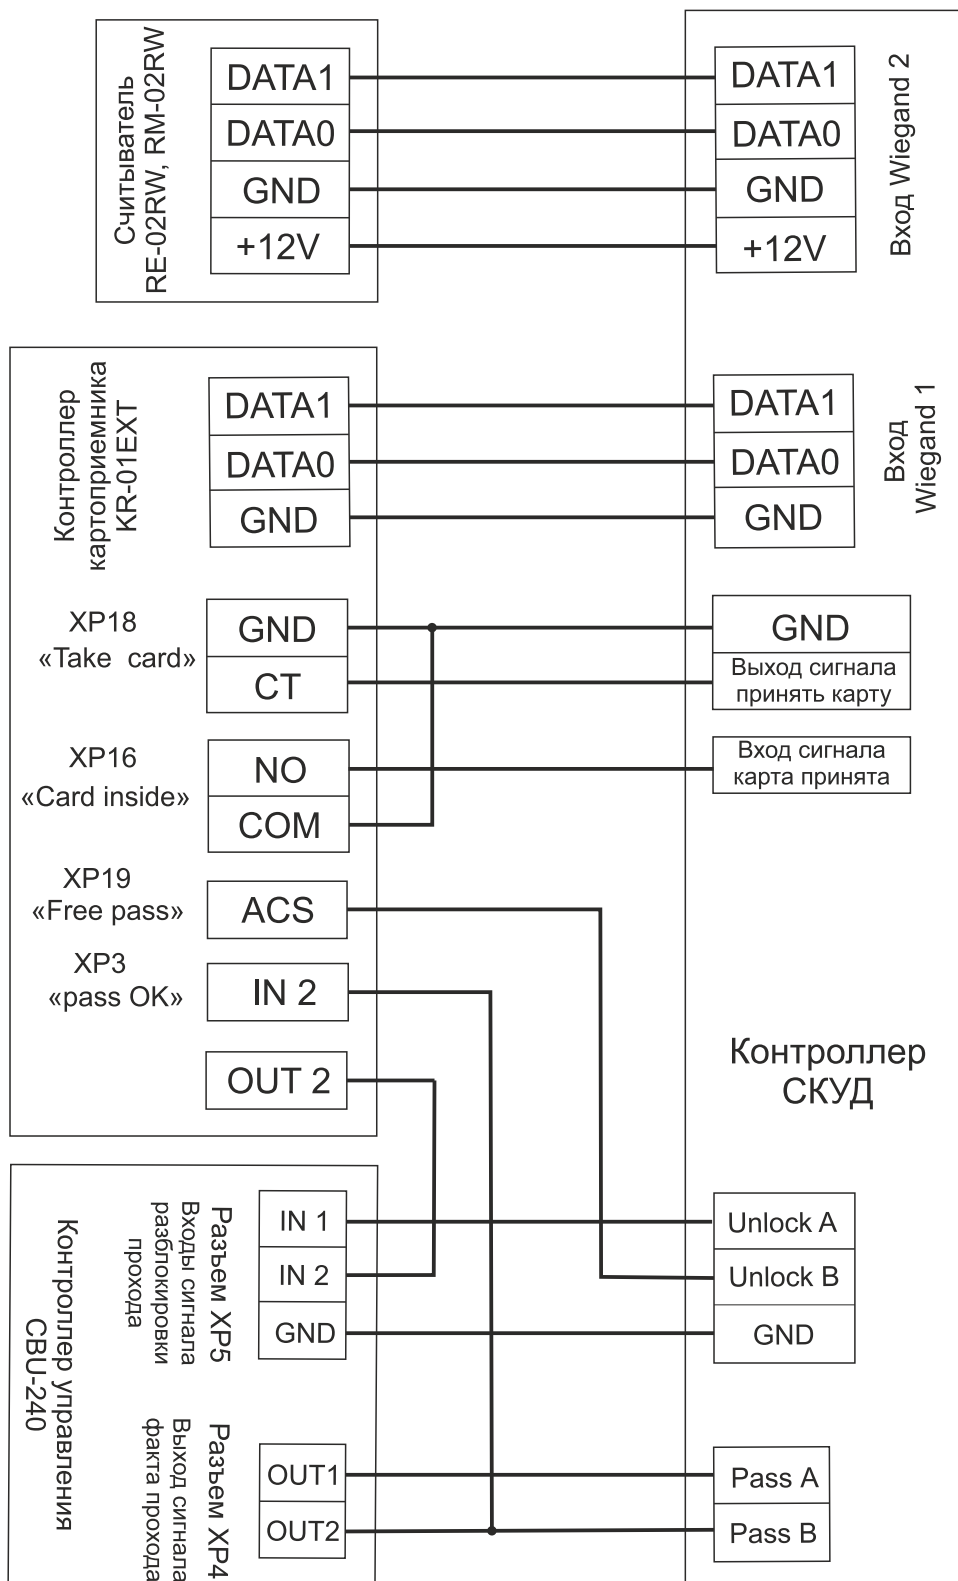 Считыватель
RE-02RW, RM-02RW
DATA1
DATA0
GND
+12V
DATA1
DATA0
GND
+12V
Вход Wiegand 2
Контроллер
картоприемника
KR-01EXT
DATA1
DATA0
GND
DATA1
DATA0
GND
Вход
Wiegand 1
XP18
«Take card»
GND
CT
GND
Выход сигнала
принять карту
XP16
«Card inside»
NO
COM
Вход сигнала
карта принята
XP19
«Free pass»
ACS
XP3
«pass OK»
IN 2
OUT 2
Контроллер
СКУД
Контроллер управления
CBU-240
Разъем XP5
Входы сигнала
разблокировки
прохода
IN 1
IN 2
GND
Unlock A
Unlock B
GND
Разъем XP4
Выход сигнала
факта прохода
OUT1
OUT2
Pass A
Pass B